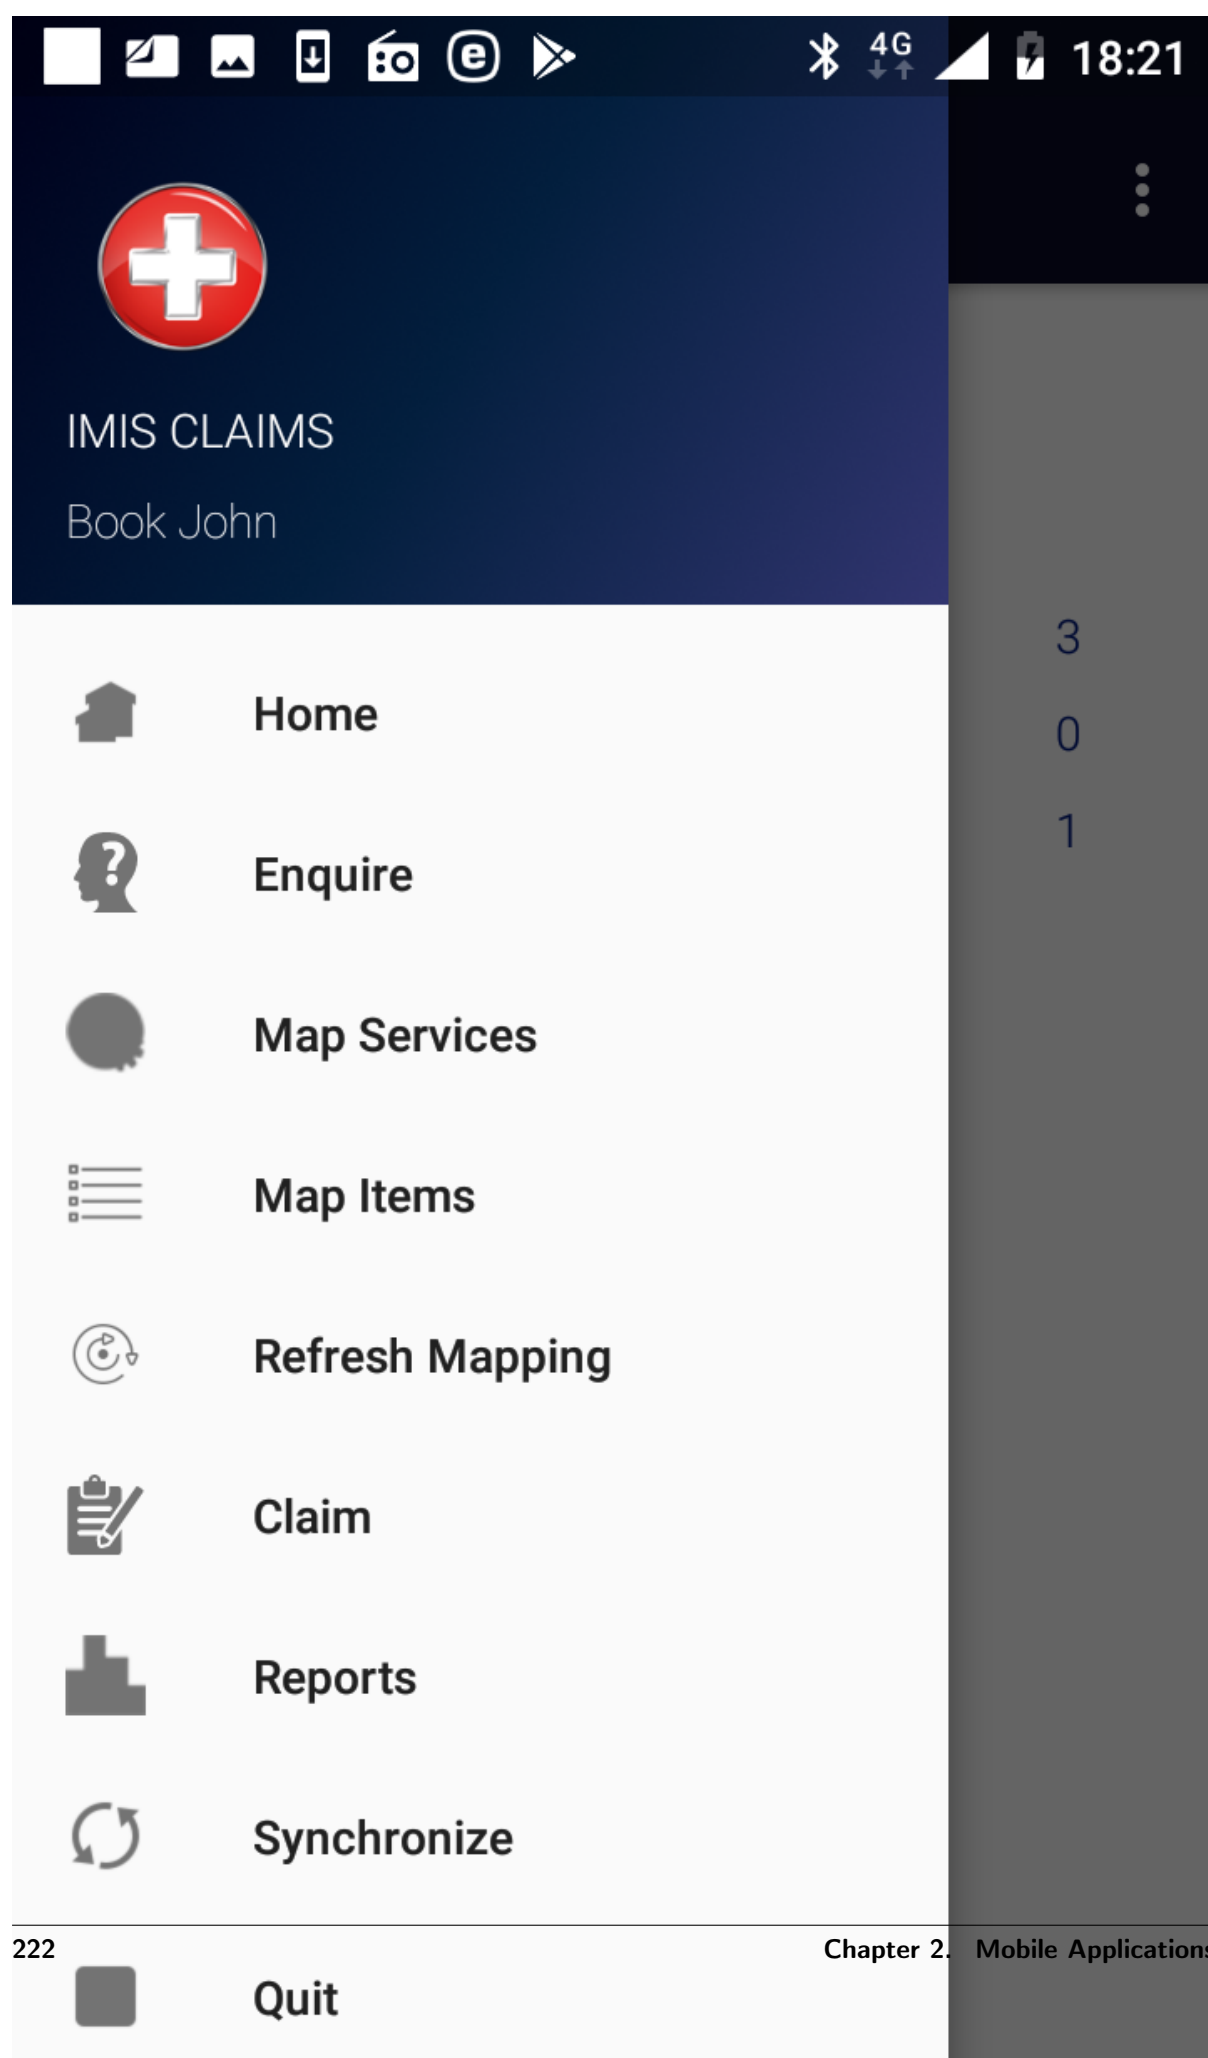 4G 18:21
IMIS CLAIMS
Book John
3
0
1
Home
Enquire
Map Services
Map Items
Refresh Mapping
Claim
Reports
Synchronize
222 Chapter 2. Mobile Applications
Quit